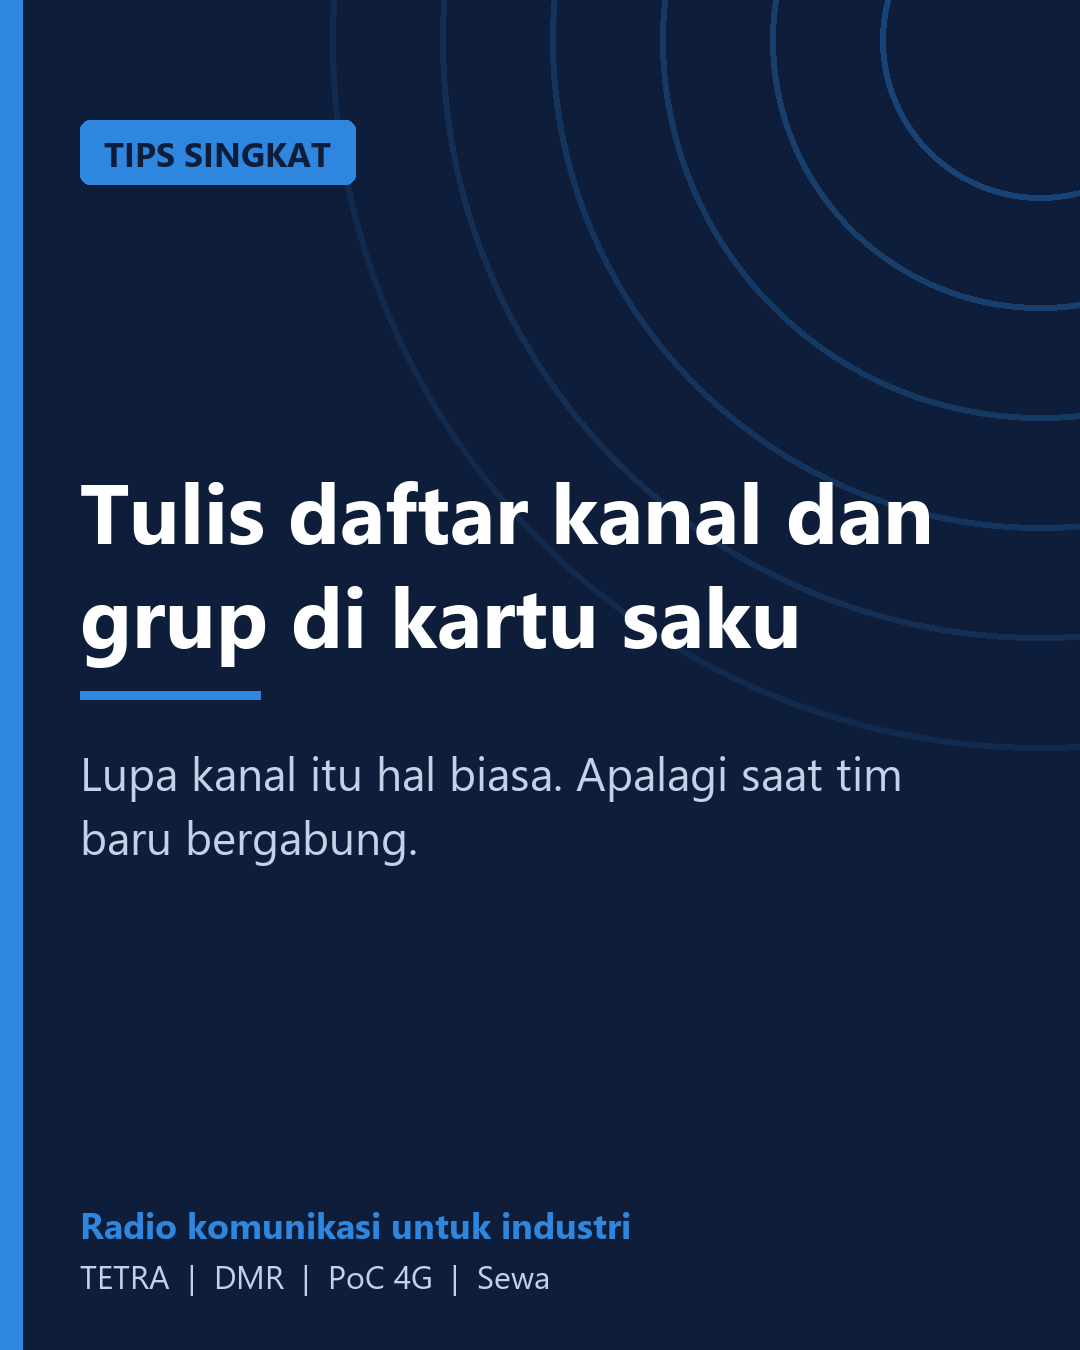 TIPS SINGKAT
Tulis daftar kanal dan
grup di kartu saku
Lupa kanal itu hal biasa. Apalagi saat tim
baru bergabung.
Radio komunikasi untuk industri
TETRA | DMR | PoC 4G | Sewa